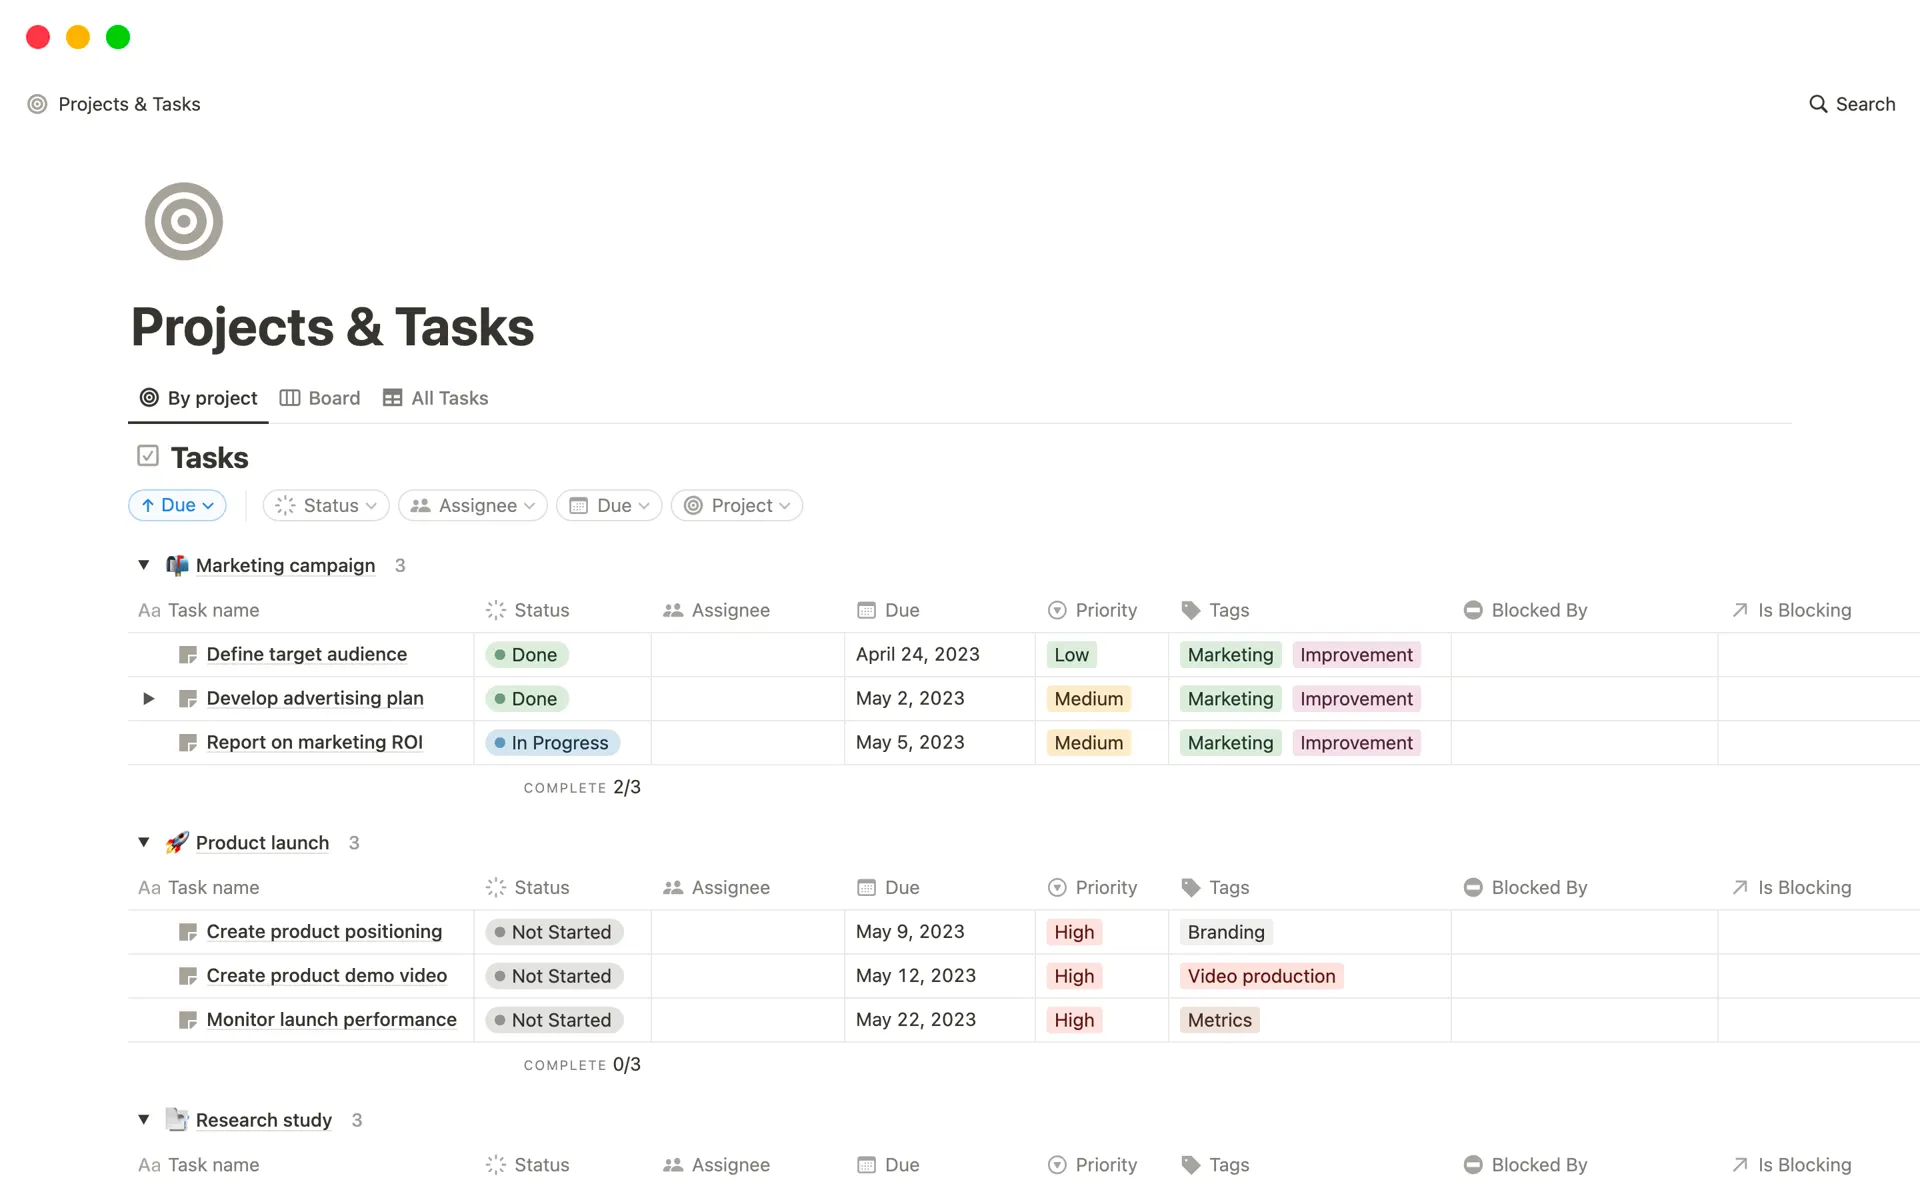 Projects & Tasks
Search
Projects & Tasks
By project Board All Tasks
Tasks
Due Status Assignee Due Project
Marketing campaign 3
Aa Task name Status Assignee Due Priority Tags Blocked By Is Blocking
Define target audience Done April 24, 2023 Low Marketing Improvement
Develop advertising plan Done May 2, 2023 Medium Marketing Improvement
Report on marketing ROI In Progress May 5, 2023 Medium Marketing Improvement
COMPLETE 2/3
Product launch 3
Aa Task name Status Assignee Due Priority Tags Blocked By Is Blocking
Create product positioning Not Started May 9, 2023 High Branding
Create product demo video Not Started May 12, 2023 High Video production
Monitor launch performance Not Started May 22, 2023 High Metrics
COMPLETE 0/3
Research study 3
Aa Task name Status Assignee Due Priority Tags Blocked By Is Blocking